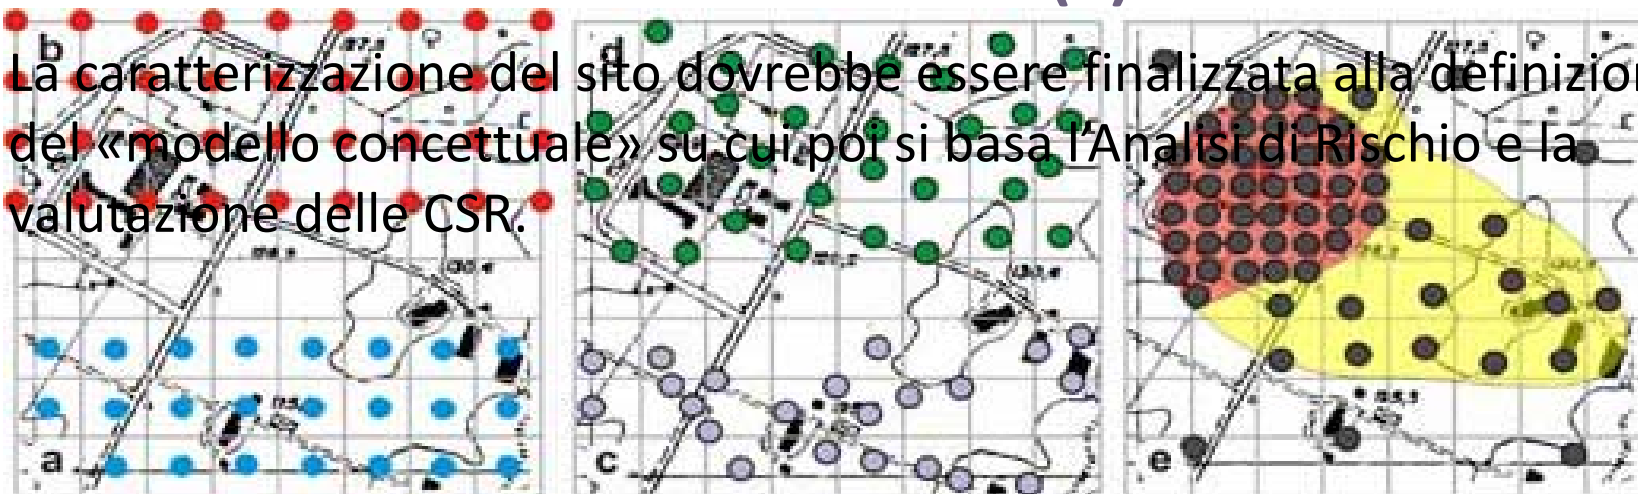 La caratterizzazione del sito dovrebbe essere finalizzata alla definizio
del «modello concettuale» su cui poi si basa l’Analisi di Rischio e la
valutazione delle CSR.
b
d
a
c
e